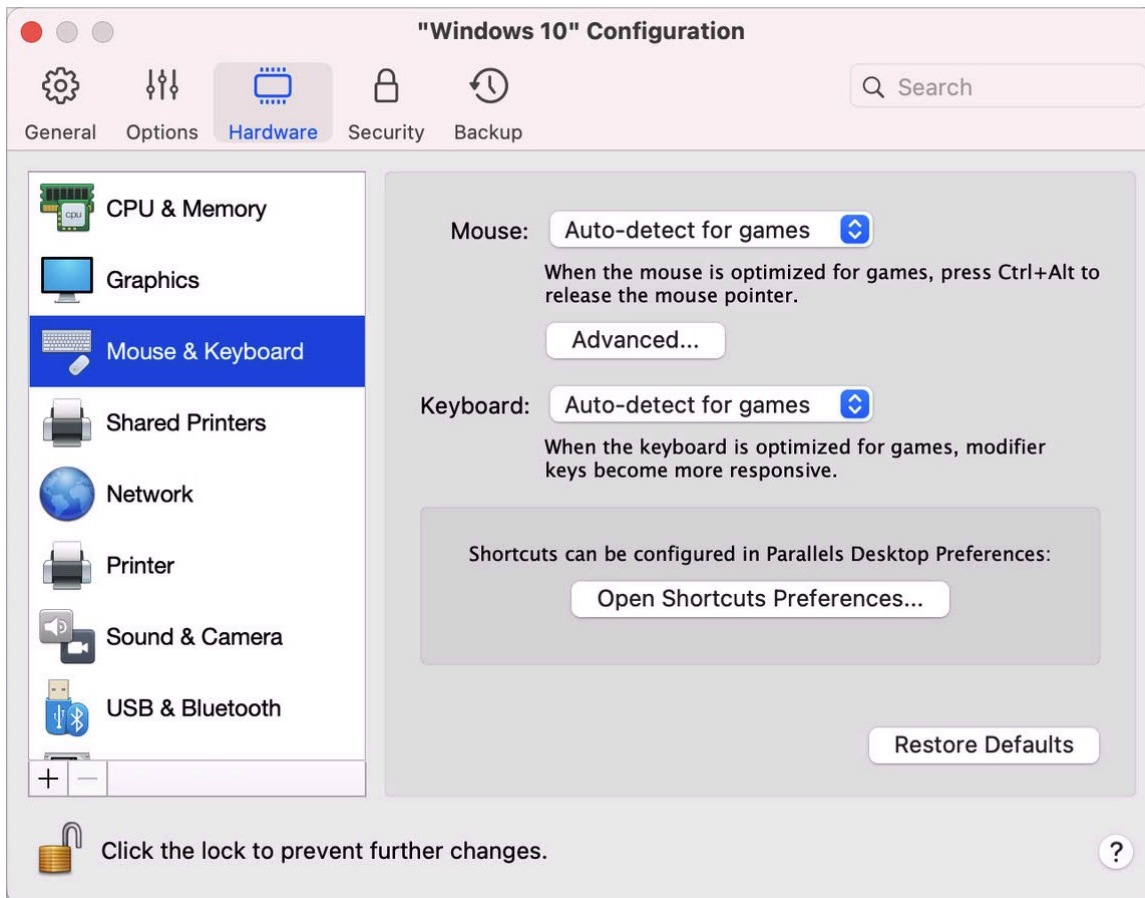 "Windows 10" Configuration
General
Options
Hardware
Security
Backup
Search
cpu
CPU & Memory
Graphics
Mouse & Keyboard
Shared Printers
Network
Printer
Sound & Camera
USB & Bluetooth
Mouse:
Auto-detect for games
When the mouse is optimized for games, press Ctrl+Alt to
release the mouse pointer.
Advanced...
Keyboard:
Auto-detect for games
When the keyboard is optimized for games, modifier
keys become more responsive.
Shortcuts can be configured in Parallels Desktop Preferences:
Open Shortcuts Preferences...
Restore Defaults
+ −
Click the lock to prevent further changes.
?